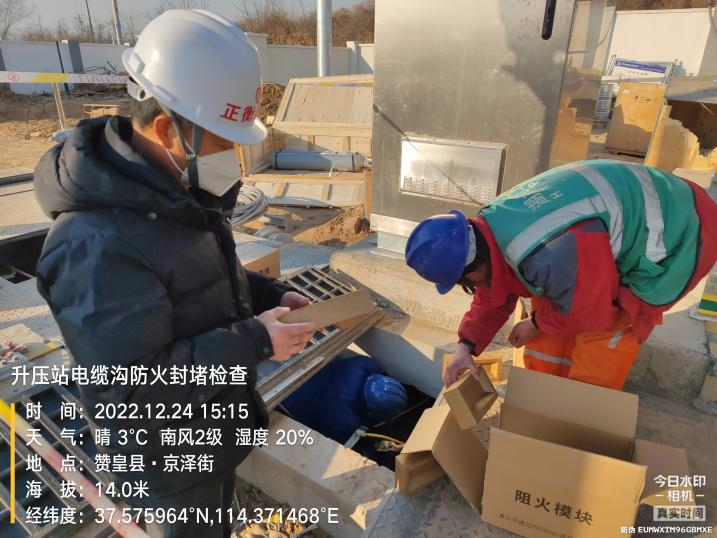 正衡
升压站电缆沟防火封堵检查
时 间：2022.12.24 15:15
天 气：晴 3℃ 南风2级 湿度 20%
地 点：赞皇县·京泽街
海 拔：14.0米
经纬度：37.575964°N,114.371468°E
阻火模块
今日水印
相机
真实时间
防伪 EUMWXIM96GBMXE